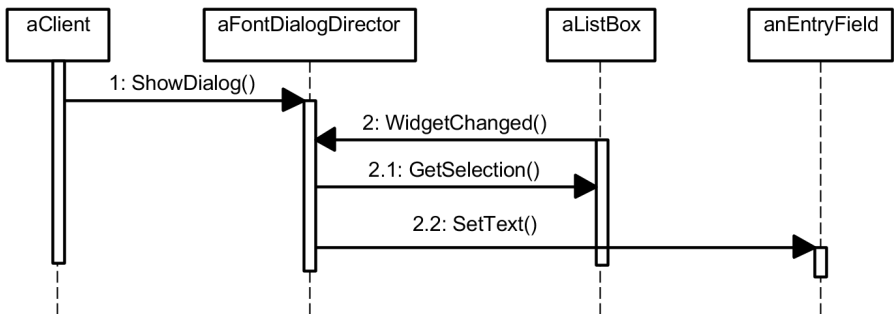 aClient
aFontDialogDirector
aListBox
anEntryField
1: ShowDialog()
2: WidgetChanged()
2.1: GetSelection()
2.2: SetText()